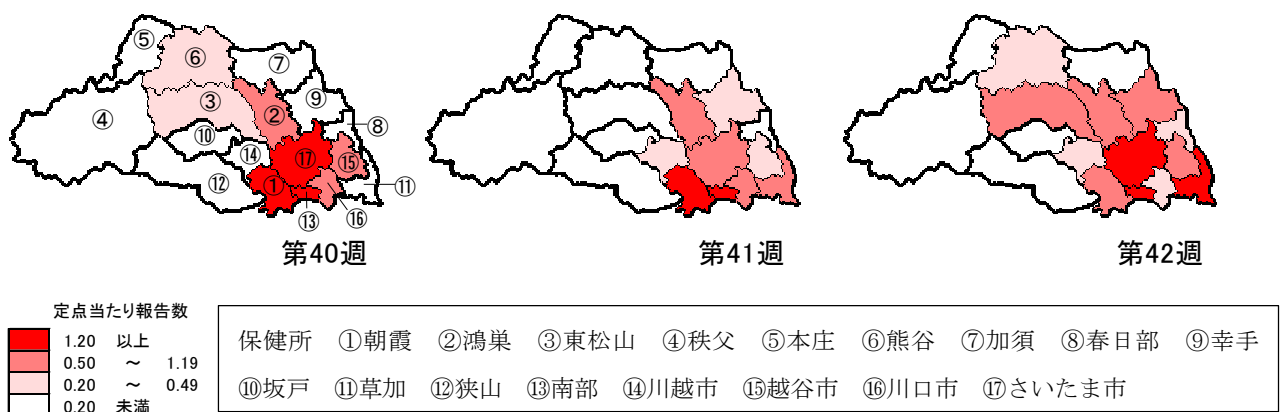 ⑤
⑥
⑦
④
③
②
⑨
⑧
⑩
⑭
⑰
⑮
⑫
①
⑪
⑬
⑯
第40週
第41週
第42週
定点当たり報告数
1.20 以上
0.50 ～ 1.19
0.20 ～ 0.49
0.20 未満
保健所 ①朝霞 ②鴻巣 ③東松山 ④秩父 ⑤本庄 ⑥熊谷 ⑦加須 ⑧春日部 ⑨幸手
⑩坂戸 ⑪草加 ⑫狭山 ⑬南部 ⑭川越市 ⑮越谷市 ⑯川口市 ⑰さいたま市